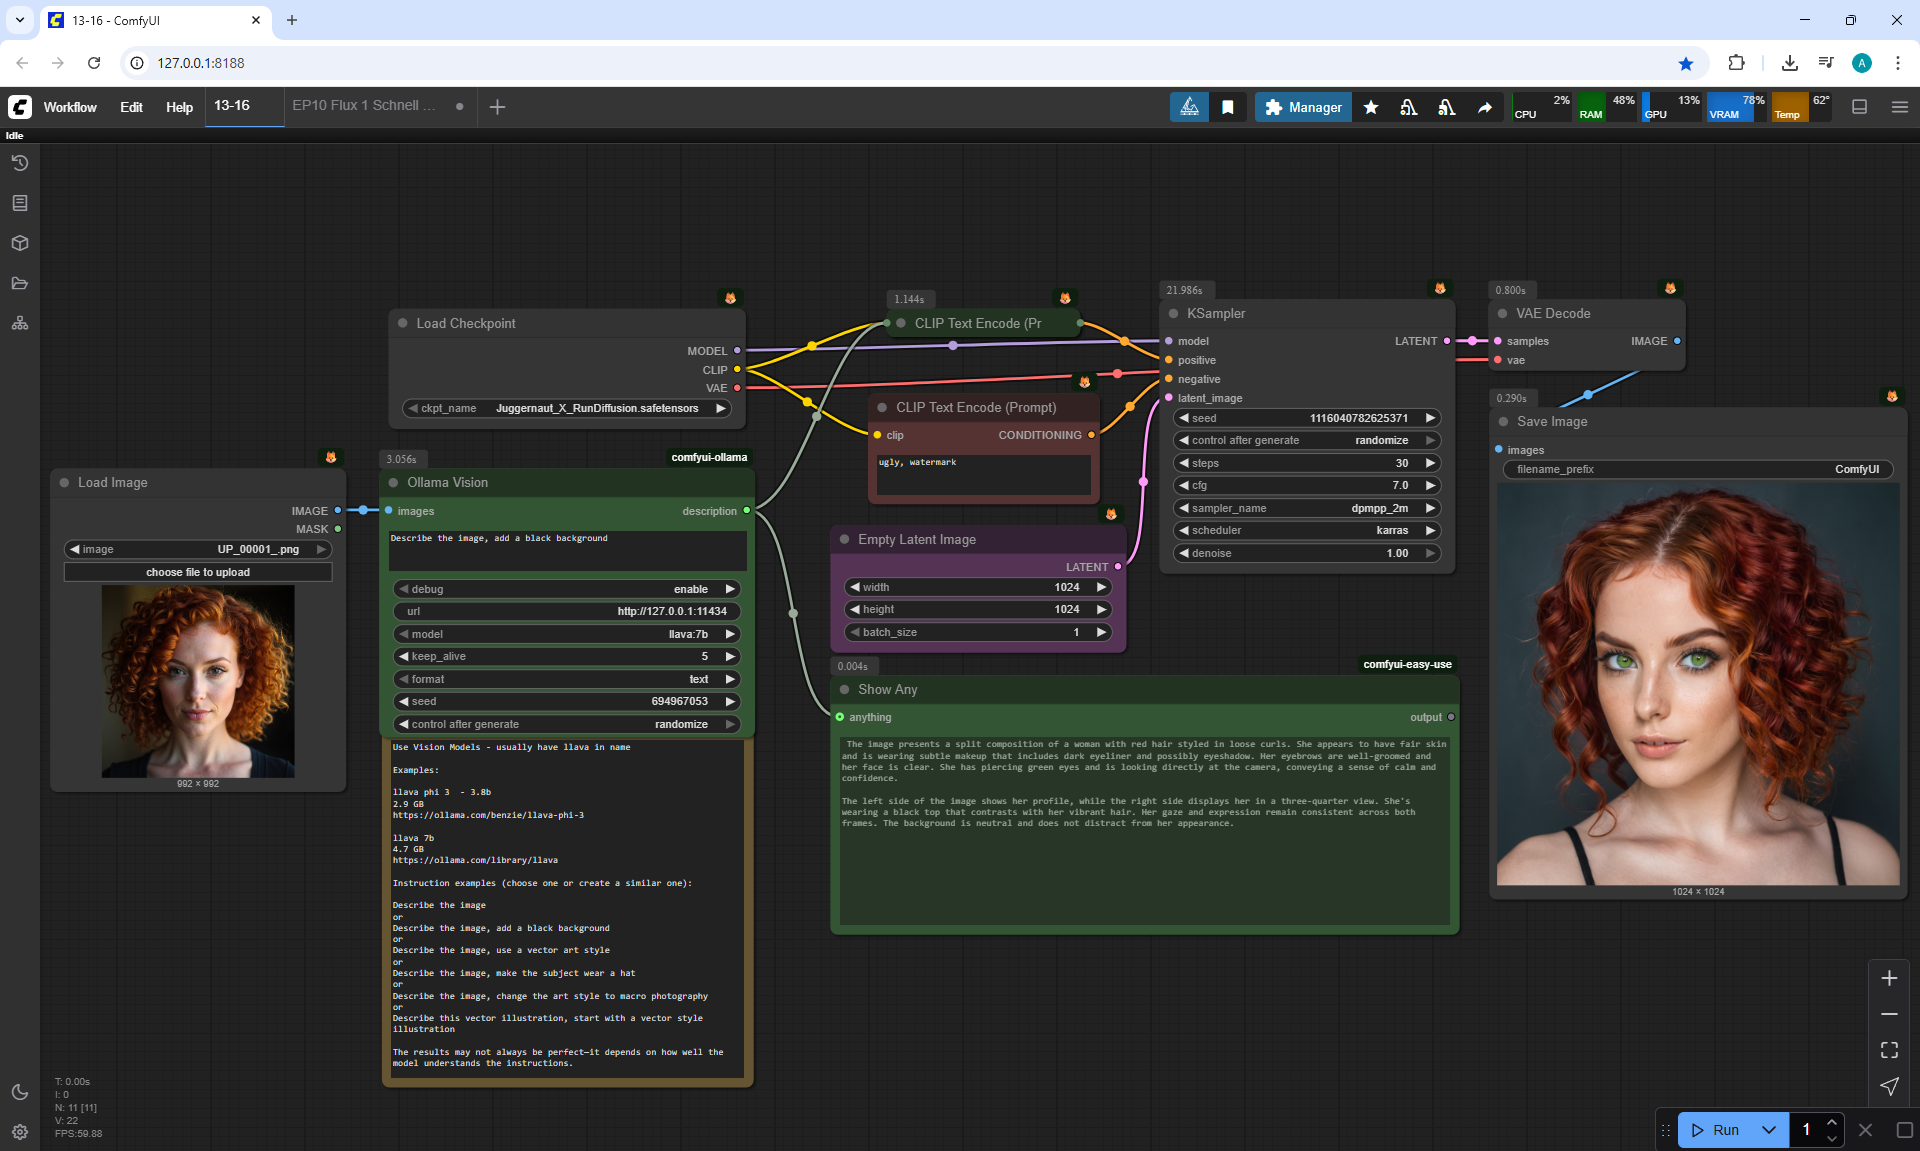 13-16 - ComfyUI
127.0.0.1:8188
Workflow Edit Help 13-16 EP10 Flux 1 Schnell ...
Manager
CPU 2% RAM 48% GPU 13% VRAM 78% Temp 62°
A
Idle
Load Checkpoint
MODEL
CLIP
VAE
ckpt_name Juggernaut_X_RunDiffusion.safetensors
1.144s
CLIP Text Encode (Pr
CLIP Text Encode (Prompt)
clip CONDITIONING
ugly, watermark
21.986s
KSampler
model LATENT
positive
negative
latent_image
seed 1116040782625371
control after generate randomize
steps 30
cfg 7.0
sampler_name dpmpp_2m
scheduler karras
denoise 1.00
0.800s
VAE Decode
samples IMAGE
vae
0.290s
Save Image
images
filename_prefix ComfyUI
1024 × 1024
Load Image
IMAGE
MASK
image UP_00001_.png
choose file to upload
992 × 992
3.056s
comfyui-ollama
Ollama Vision
images description
Describe the image, add a black background
debug enable
url http://127.0.0.1:11434
model llava:7b
keep_alive 5
format text
seed 694967053
control after generate randomize
Use Vision Models - usually have llava in name
Examples:
llava phi 3 - 3.8b
2.9 GB
https://ollama.com/benzie/llava-phi-3
llava 7b
4.7 GB
https://ollama.com/library/llava
Instruction examples (choose one or create a similar one):
Describe the image
or
Describe the image, add a black background
or
Describe the image, use a vector art style
or
Describe the image, make the subject wear a hat
or
Describe the image, change the art style to macro photography
or
Describe this vector illustration, start with a vector style
illustration
The results may not always be perfect—it depends on how well the
model understands the instructions.
Empty Latent Image
LATENT
width 1024
height 1024
batch_size 1
0.004s
comfyui-easy-use
Show Any
anything output
The image presents a split composition of a woman with red hair styled in loose curls. She appears to have fair skin
and is wearing subtle makeup that includes dark eyeliner and possibly eyeshadow. Her eyebrows are well-groomed and
her face is clear. She has piercing green eyes and is looking directly at the camera, conveying a sense of calm and
confidence.
The left side of the image shows her profile, while the right side displays her in a three-quarter view. She's
wearing a black top that contrasts with her vibrant hair. Her gaze and expression remain consistent across both
frames. The background is neutral and does not distract from her appearance.
T: 0.00s
I: 0
N: 11 [11]
V: 22
FPS:59.88
Run 1